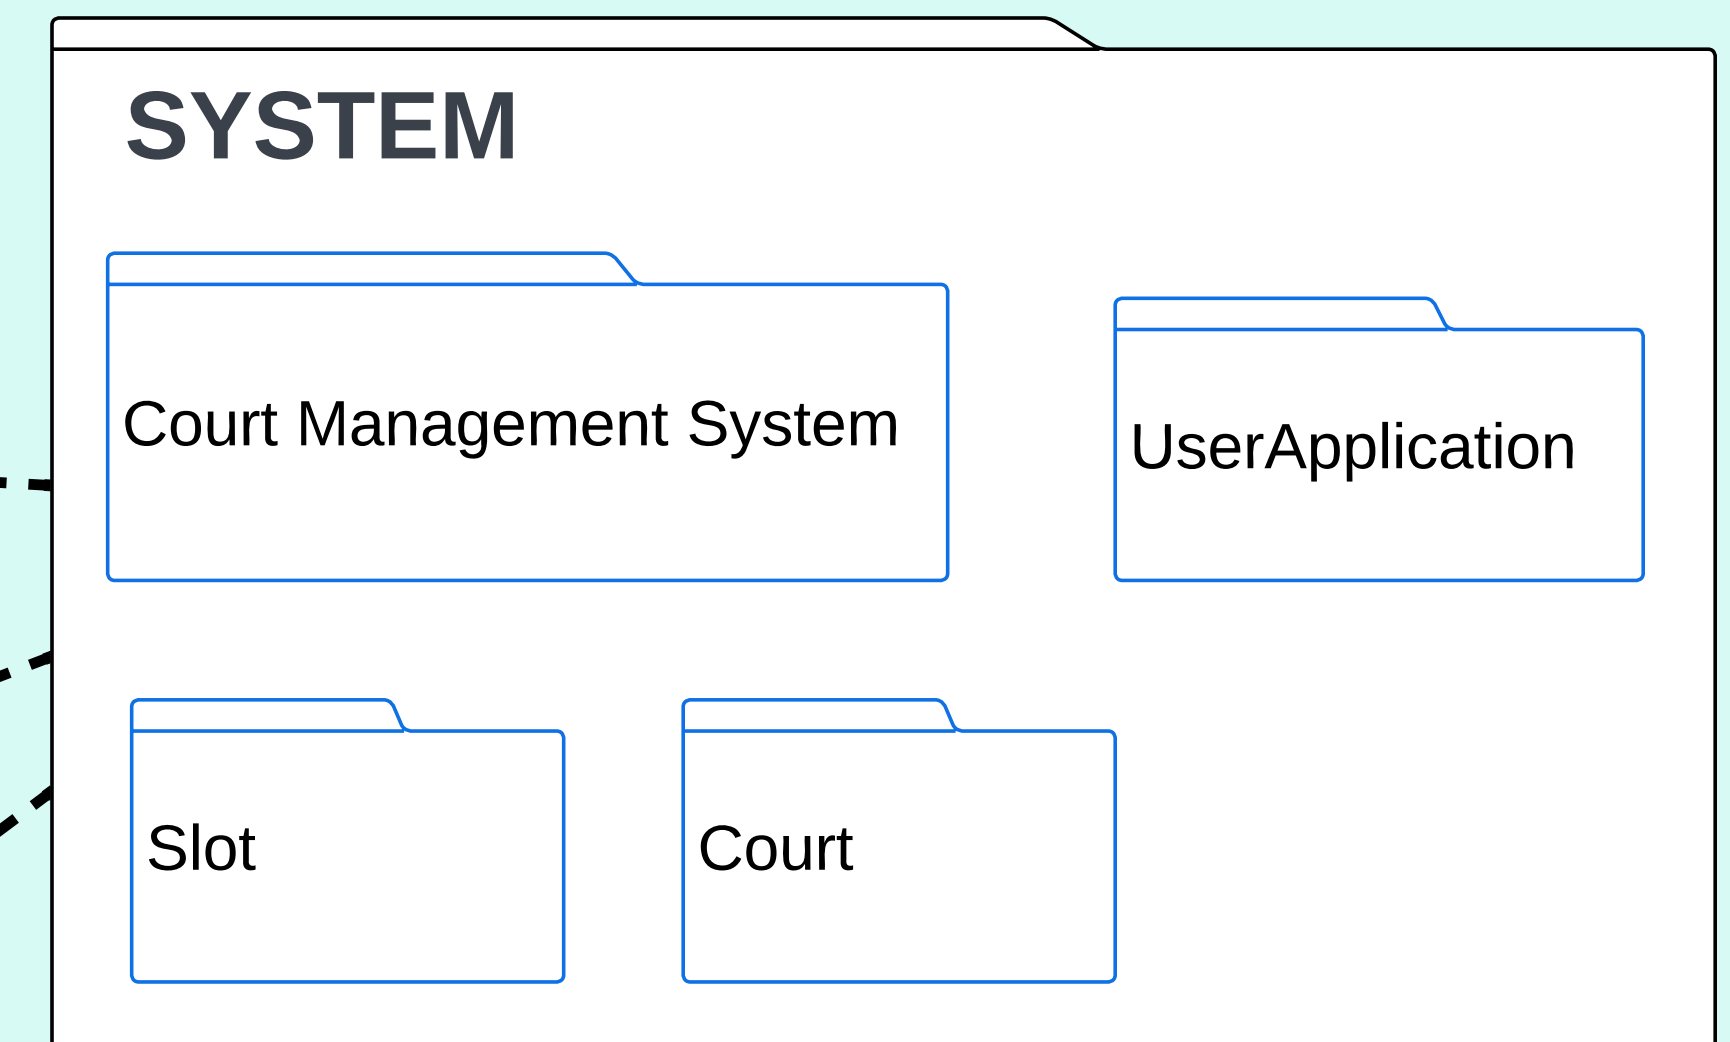 SYSTEM
Court Management System
UserApplication
Slot
Court